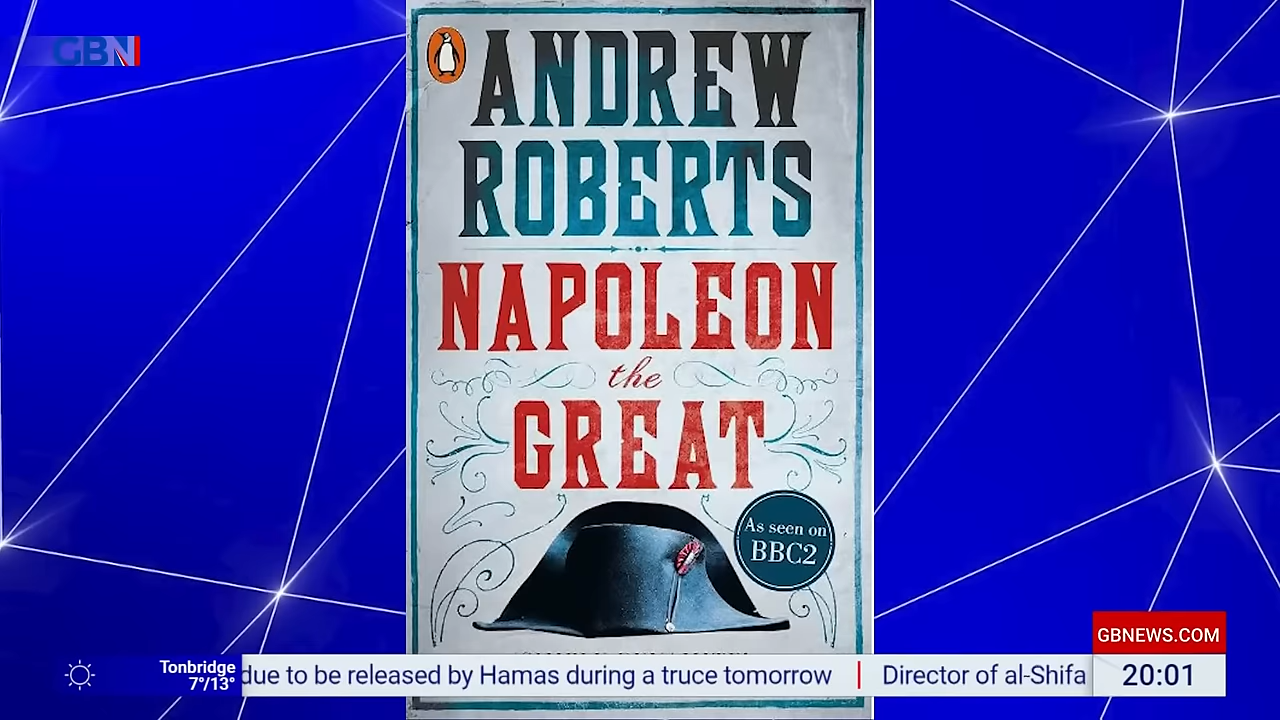 GBN
ANDREW
ROBERTS
NAPOLEON
the
GREAT
As seen on
BBC2
GBNEWS.COM
Tonbridge
7°/13°
due to be released by Hamas during a truce tomorrow | Director of al-Shifa
20:01